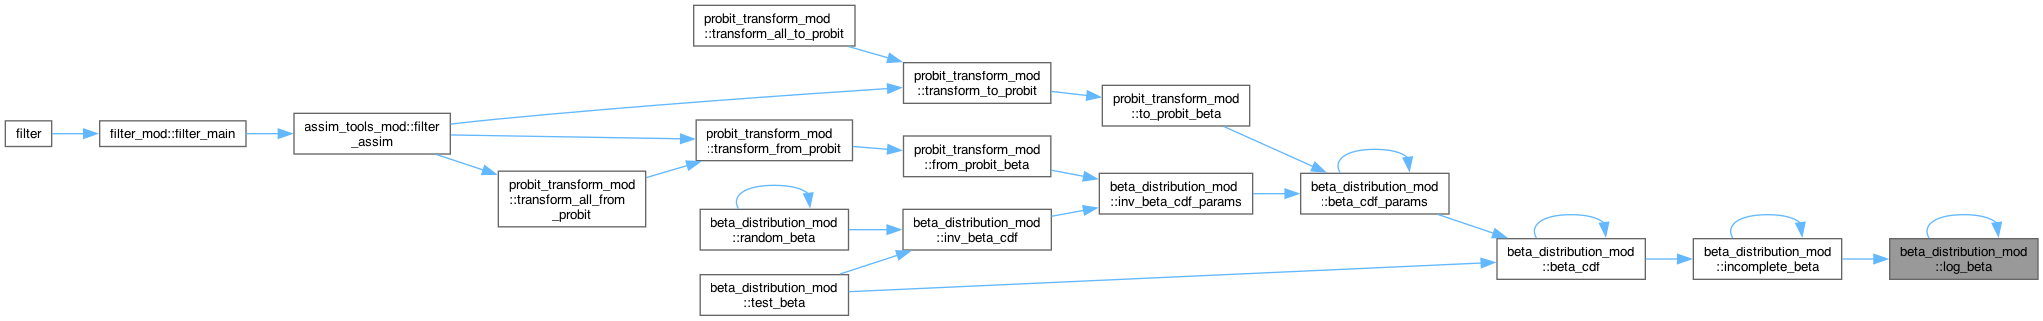 probit_transform_mod
::transform_all_to_probit
probit_transform_mod
::transform_to_probit
probit_transform_mod
::to_probit_beta
filter
filter_mod::filter_main
assim_tools_mod::filter
_assim
probit_transform_mod
::transform_from_probit
probit_transform_mod
::from_probit_beta
probit_transform_mod
::transform_all_from
_probit
beta_distribution_mod
::inv_beta_cdf_params
beta_distribution_mod
::beta_cdf_params
beta_distribution_mod
::random_beta
beta_distribution_mod
::inv_beta_cdf
beta_distribution_mod
::beta_cdf
beta_distribution_mod
::incomplete_beta
beta_distribution_mod
::log_beta
beta_distribution_mod
::test_beta